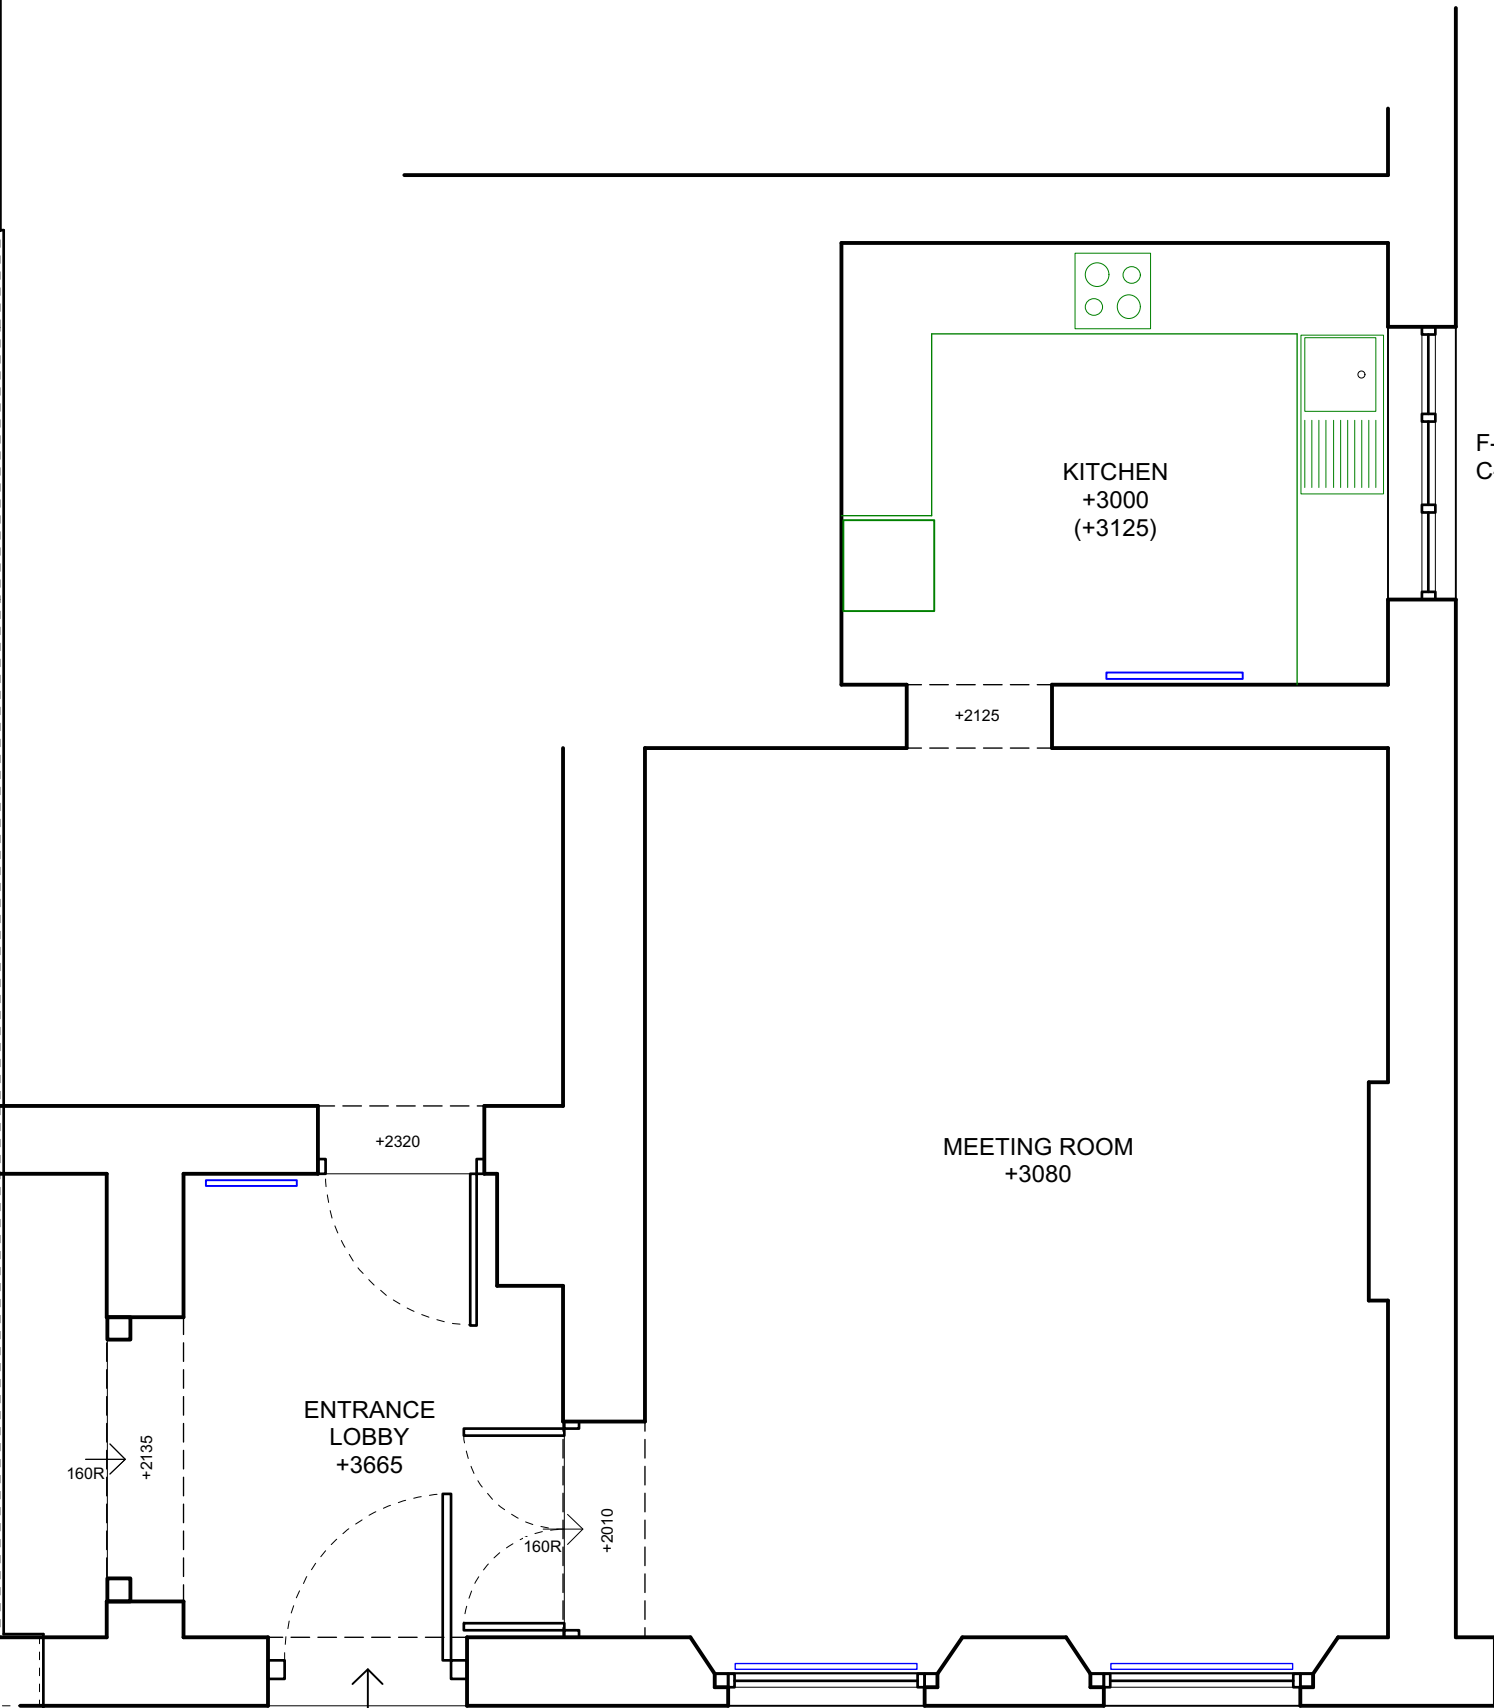 F-
C
KITCHEN
+3000
(+3125)
+2125
+2320
MEETING ROOM
+3080
ENTRANCE
LOBBY
+3665
+2135
160R
+2010
160R